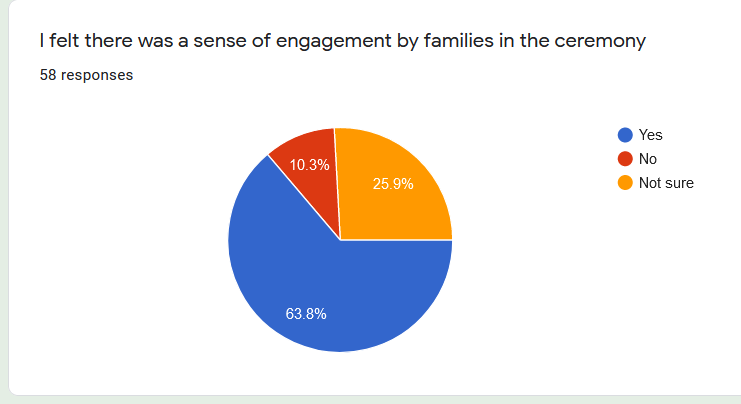 I felt there was a sense of engagement by families in the ceremony
58 responses
Yes
No
Not sure
10.3%
25.9%
63.8%